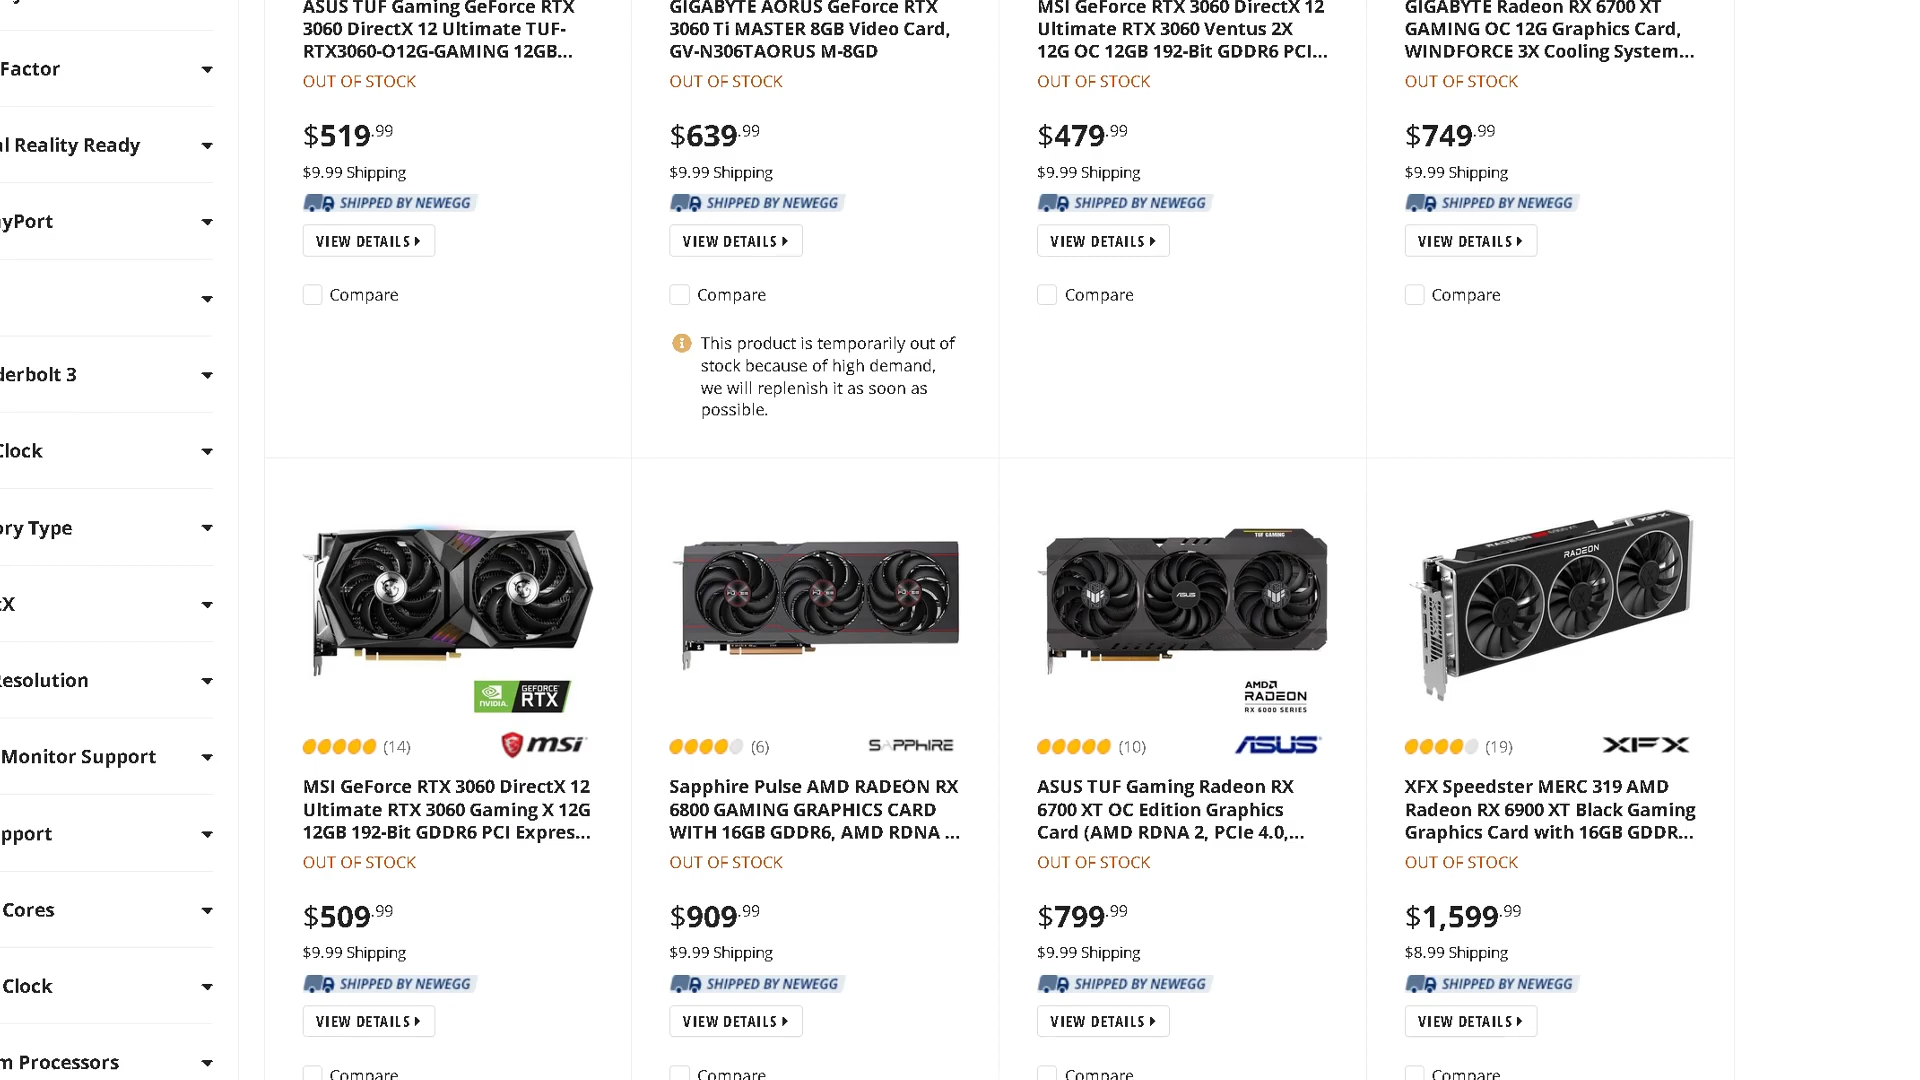 ASUS TUF Gaming GeForce RTX
3060 DirectX 12 Ultimate TUF-
RTX3060-O12G-GAMING 12GB...
OUT OF STOCK
$519.99
$9.99 Shipping
SHIPPED BY NEWEGG
VIEW DETAILS
Compare
GIGABYTE AORUS GeForce RTX
3060 Ti MASTER 8GB Video Card,
GV-N306TAORUS M-8GD
OUT OF STOCK
$639.99
$9.99 Shipping
SHIPPED BY NEWEGG
VIEW DETAILS
Compare
This product is temporarily out of
stock because of high demand,
we will replenish it as soon as
possible.
MSI GeForce RTX 3060 DirectX 12
Ultimate RTX 3060 Ventus 2X
12G OC 12GB 192-Bit GDDR6 PCI...
OUT OF STOCK
$479.99
$9.99 Shipping
SHIPPED BY NEWEGG
VIEW DETAILS
Compare
GIGABYTE Radeon RX 6700 XT
GAMING OC 12G Graphics Card,
WINDFORCE 3X Cooling System...
OUT OF STOCK
$749.99
$9.99 Shipping
SHIPPED BY NEWEGG
VIEW DETAILS
Compare
Factor
al Reality Ready
ayPort
derbolt 3
Clock
ory Type
tX
Resolution
Monitor Support
pport
Cores
Clock
m Processors
NVIDIA.
GEFORCE
RTX
(14)
msi
MSI GeForce RTX 3060 DirectX 12
Ultimate RTX 3060 Gaming X 12G
12GB 192-Bit GDDR6 PCI Expres...
OUT OF STOCK
$509.99
$9.99 Shipping
SHIPPED BY NEWEGG
VIEW DETAILS
Compare
(6)
SAPPHIRE
Sapphire Pulse AMD RADEON RX
6800 GAMING GRAPHICS CARD
WITH 16GB GDDR6, AMD RDNA ...
OUT OF STOCK
$909.99
$9.99 Shipping
SHIPPED BY NEWEGG
VIEW DETAILS
Compare
TUF GAMING
ASUS
AMD
RADEON
RX 6000 SERIES
(10)
ASUS
ASUS TUF Gaming Radeon RX
6700 XT OC Edition Graphics
Card (AMD RDNA 2, PCIe 4.0,...
OUT OF STOCK
$799.99
$9.99 Shipping
SHIPPED BY NEWEGG
VIEW DETAILS
Compare
XFX
RADEON
RADEON
(19)
XFX
XFX Speedster MERC 319 AMD
Radeon RX 6900 XT Black Gaming
Graphics Card with 16GB GDDR...
OUT OF STOCK
$1,599.99
$8.99 Shipping
SHIPPED BY NEWEGG
VIEW DETAILS
Compare